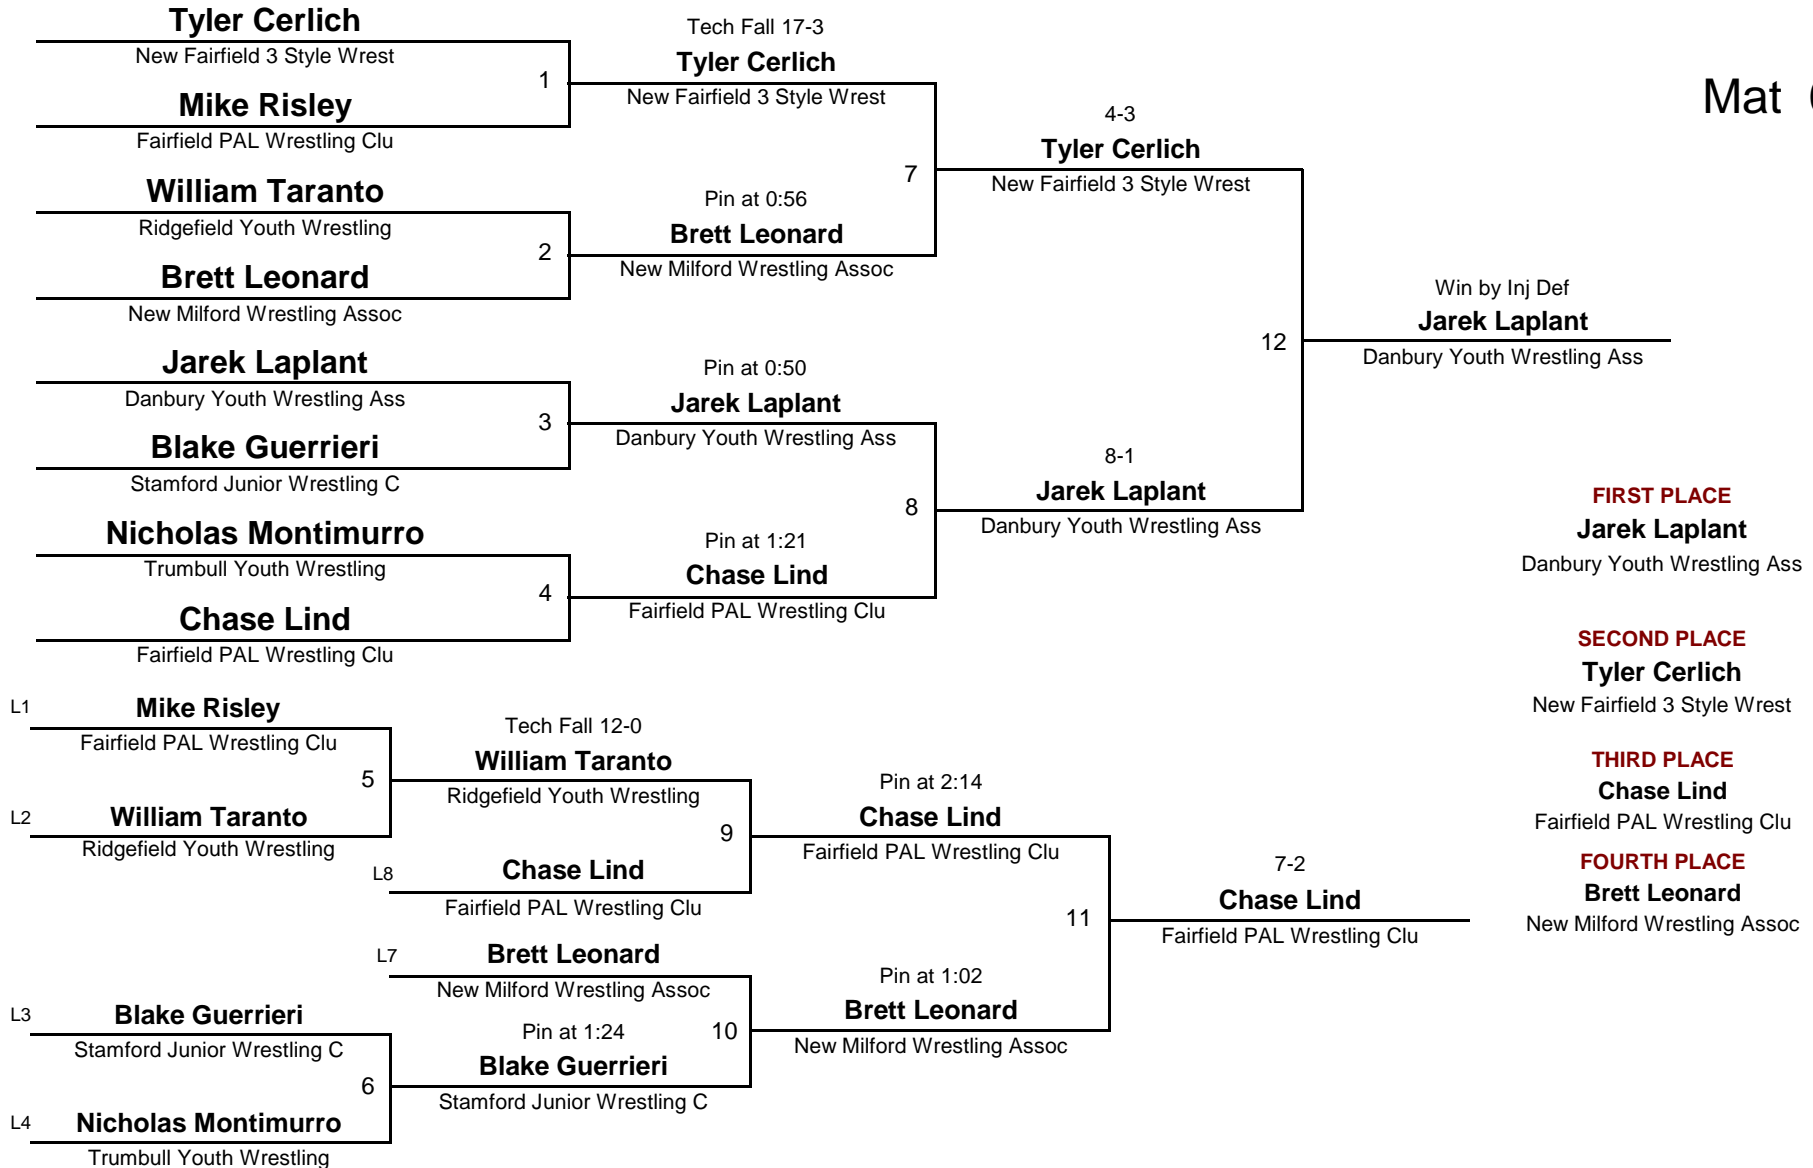 Tyler Cerlich
New Fairfield 3 Style Wrest
1
Mike Risley
Fairfield PAL Wrestling Clu
William Taranto
Ridgefield Youth Wrestling
2
Brett Leonard
New Milford Wrestling Assoc
Jarek Laplant
Danbury Youth Wrestling Ass
3
Blake Guerrieri
Stamford Junior Wrestling C
Nicholas Montimurro
Trumbull Youth Wrestling
4
Chase Lind
Fairfield PAL Wrestling Clu
Tech Fall 17-3
Tyler Cerlich
New Fairfield 3 Style Wrest
7
Pin at 0:56
Brett Leonard
New Milford Wrestling Assoc
Pin at 0:50
Jarek Laplant
Danbury Youth Wrestling Ass
8
Pin at 1:21
Chase Lind
Fairfield PAL Wrestling Clu
4-3
Tyler Cerlich
New Fairfield 3 Style Wrest
12
8-1
Jarek Laplant
Danbury Youth Wrestling Ass
Mat
Win by Inj Def
Jarek Laplant
Danbury Youth Wrestling Ass
L1
Mike Risley
Fairfield PAL Wrestling Clu
5
L2
William Taranto
Ridgefield Youth Wrestling
Tech Fall 12-0
William Taranto
Ridgefield Youth Wrestling
9
L8
Chase Lind
Fairfield PAL Wrestling Clu
L7
Brett Leonard
New Milford Wrestling Assoc
10
L3
Blake Guerrieri
Stamford Junior Wrestling C
6
L4
Nicholas Montimurro
Trumbull Youth Wrestling
Pin at 1:24
Blake Guerrieri
Stamford Junior Wrestling C
Pin at 2:14
Chase Lind
Fairfield PAL Wrestling Clu
11
Pin at 1:02
Brett Leonard
New Milford Wrestling Assoc
7-2
Chase Lind
Fairfield PAL Wrestling Clu
FIRST PLACE
Jarek Laplant
Danbury Youth Wrestling Ass
SECOND PLACE
Tyler Cerlich
New Fairfield 3 Style Wrest
THIRD PLACE
Chase Lind
Fairfield PAL Wrestling Clu
FOURTH PLACE
Brett Leonard
New Milford Wrestling Assoc